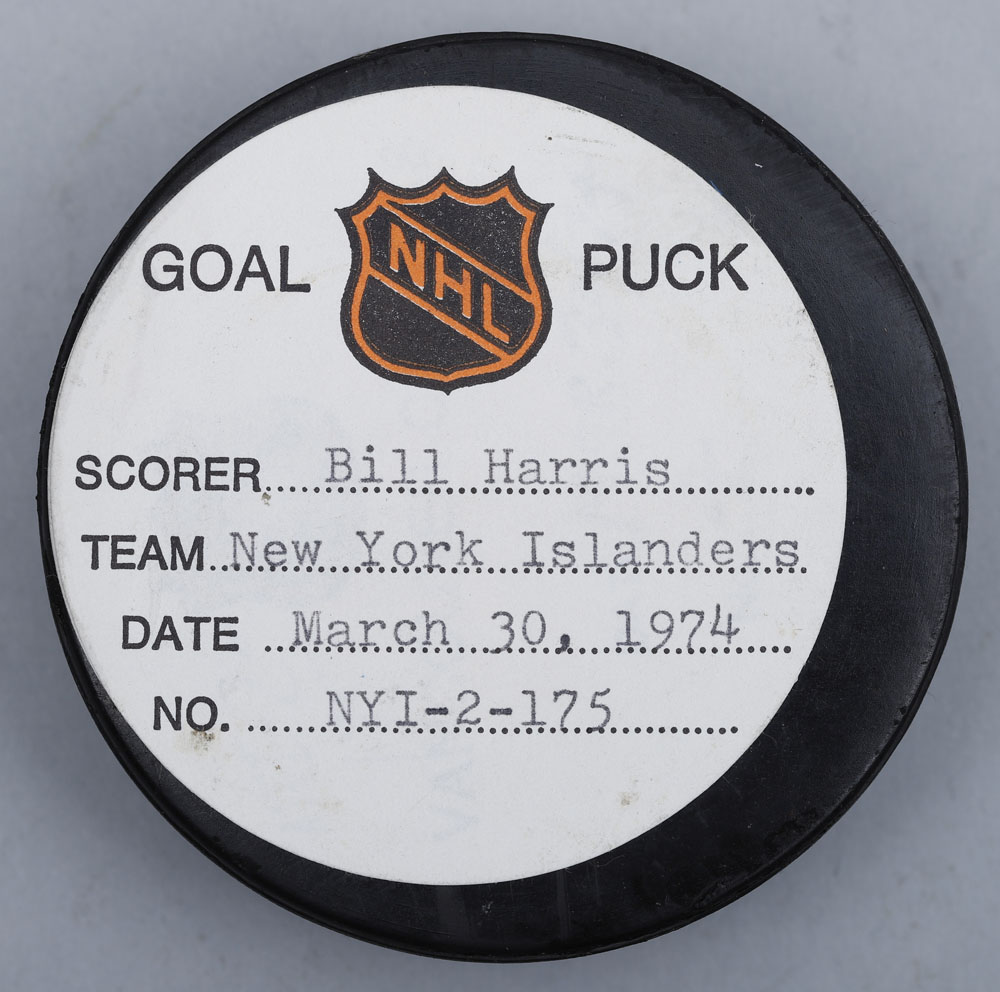 GOAL NHL PUCK
SCORER.....Bill Harris.....
TEAM..New York Islanders
DATE ..March 30, 1974....
NO. .....NYI-2-175.......